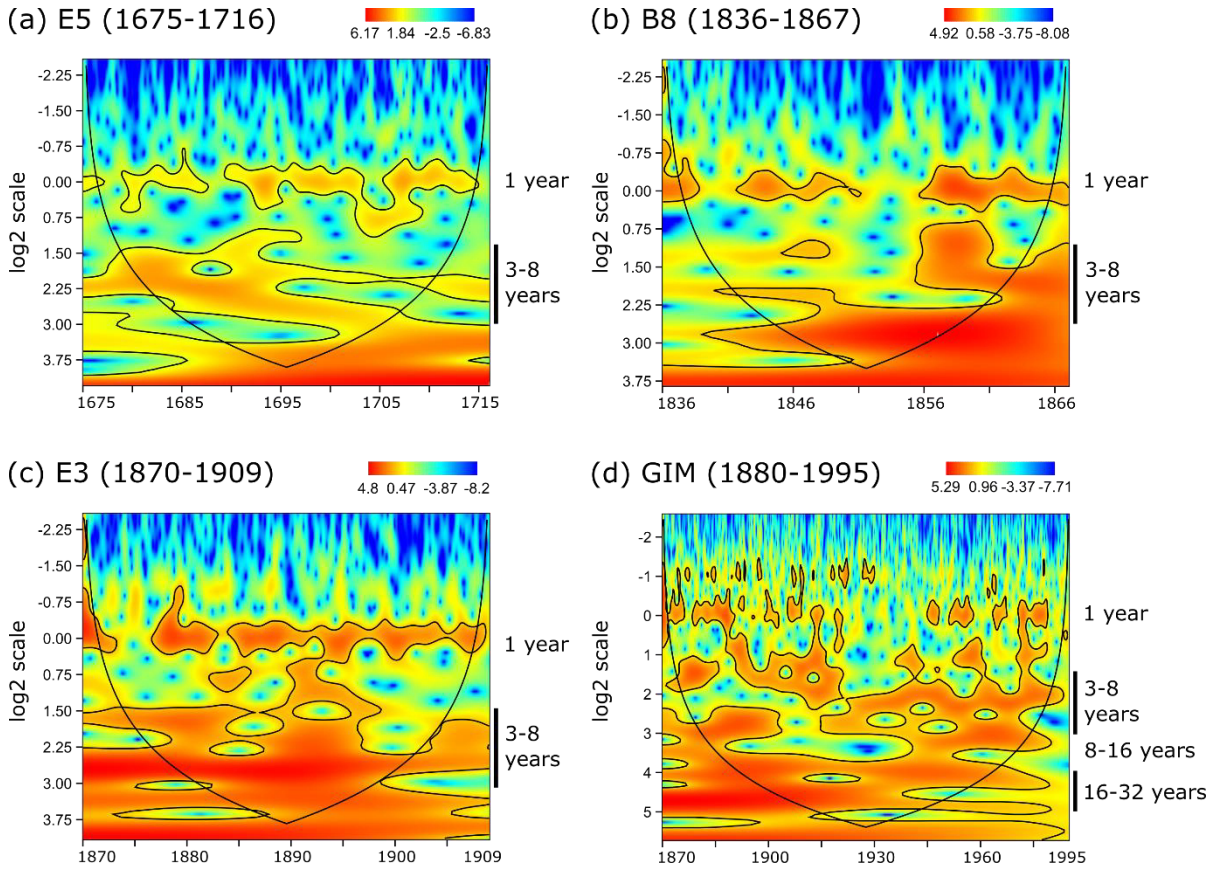 (a) E5 (1675-1716)
6.17 1.84 -2.5 -6.83
log2 scale
-2.25
-1.50
-0.75
0.00
0.75
1.50
2.25
3.00
3.75
1675 1685 1695 1705 1715
1 year
3-8
years
(b) B8 (1836-1867)
4.92 0.58 -3.75 -8.08
log2 scale
-2.25
-1.50
-0.75
0.00
0.75
1.50
2.25
3.00
3.75
1836 1846 1856 1866
1 year
3-8
years
(c) E3 (1870-1909)
4.8 0.47 -3.87 -8.2
log2 scale
-2.25
-1.50
-0.75
0.00
0.75
1.50
2.25
3.00
3.75
1870 1880 1890 1900 1909
1 year
3-8
years
(d) GIM (1880-1995)
5.29 0.96 -3.37 -7.71
log2 scale
-2
-1
0
1
2
3
4
5
1870 1900 1930 1960 1995
1 year
3-8
years
8-16 years
16-32 years